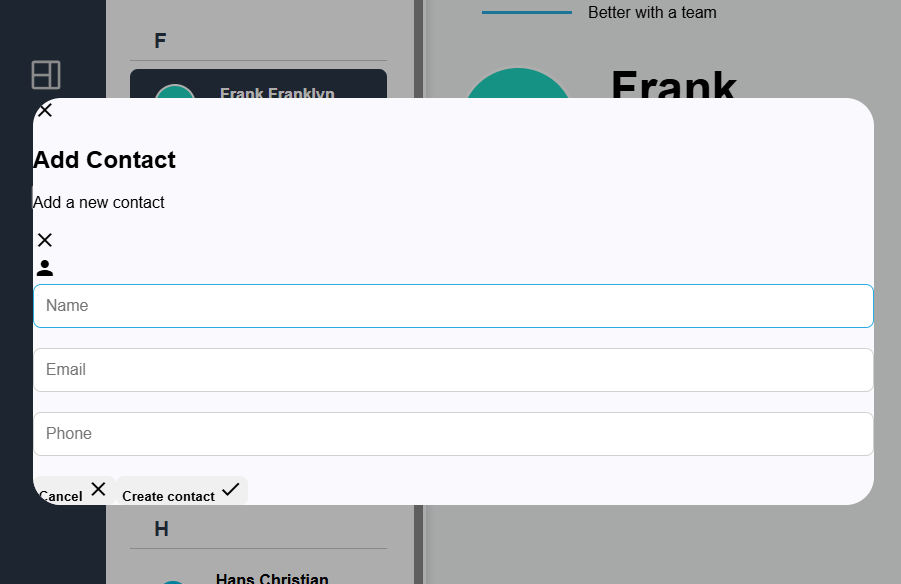 Better with a team
F
Frank Franklyn
Frank
Add Contact
Add a new contact
Name
Email
Phone
Cancel
Create contact
H
Hans Christian